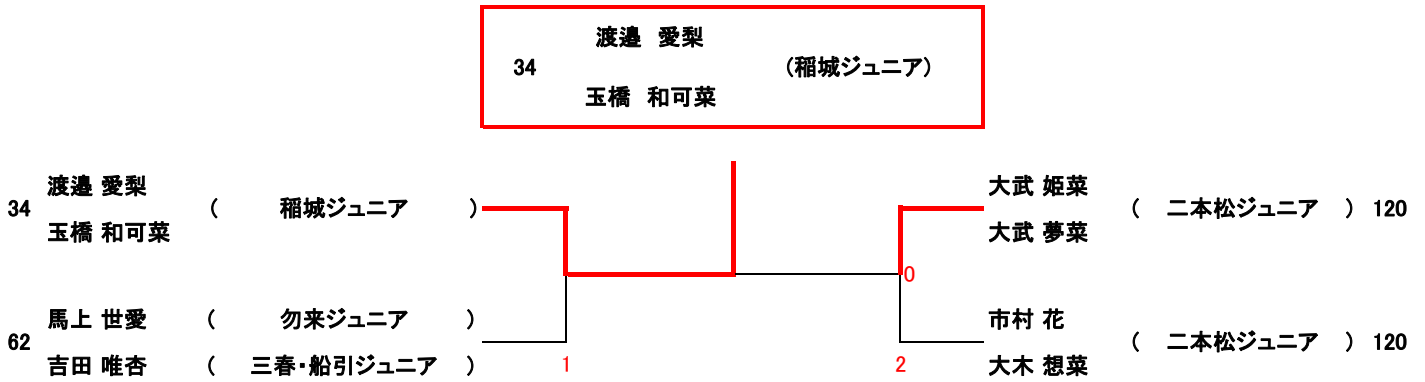 渡邉 愛梨
34 (稲城ジュニア)
玉橋 和可菜
渡邉 愛梨
34 ( 稲城ジュニア )
玉橋 和可菜
大武 姫菜
( 二本松ジュニア ) 120
大武 夢菜
0
馬上 世愛 ( 勿来ジュニア )
62
吉田 唯杏 ( 三春・船引ジュニア )
1
市村 花
( 二本松ジュニア ) 120
2 大木 想菜